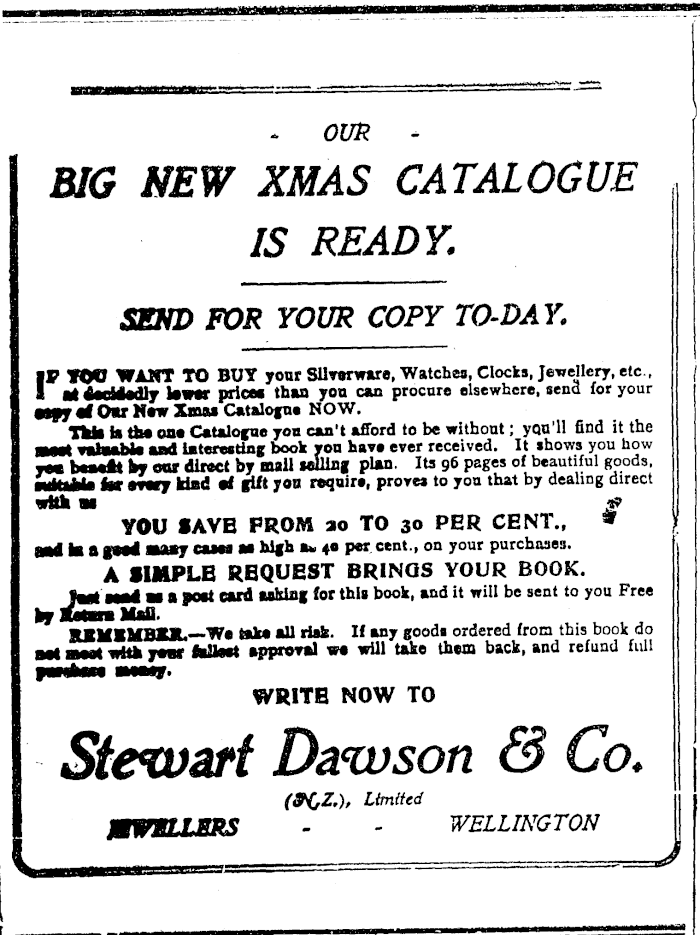 - OUR -
BIG NEW XMAS CATALOGUE
IS READY.
SEND FOR YOUR COPY TO-DAY.
IF YOU WANT TO BUY your Silverware, Watches, Clocks, Jewellery, etc.,
at decidedly lower prices than you can procure elsewhere, send for your
copy of Our New Xmas Catalogue NOW.
This is the one Catalogue you can't afford to be without ; you'll find it the
most valuable and interesting book you have ever received. It shows you how
you benefit by our direct by mail selling plan. Its 96 pages of beautiful goods,
suitable for every kind of gift you require, proves to you that by dealing direct
with us
YOU SAVE FROM 20 TO 30 PER CENT.,
and in a good many cases as high as 40 per cent., on your purchases.
A SIMPLE REQUEST BRINGS YOUR BOOK.
Just send us a post card asking for this book, and it will be sent to you Free
by Return Mail.
REMEMBER.—We take all risk. If any goods ordered from this book do
not meet with your fullest approval we will take them back, and refund full
purchase money.
WRITE NOW TO
Stewart Dawson & Co.
(N.Z.), Limited
JEWELLERS - - WELLINGTON